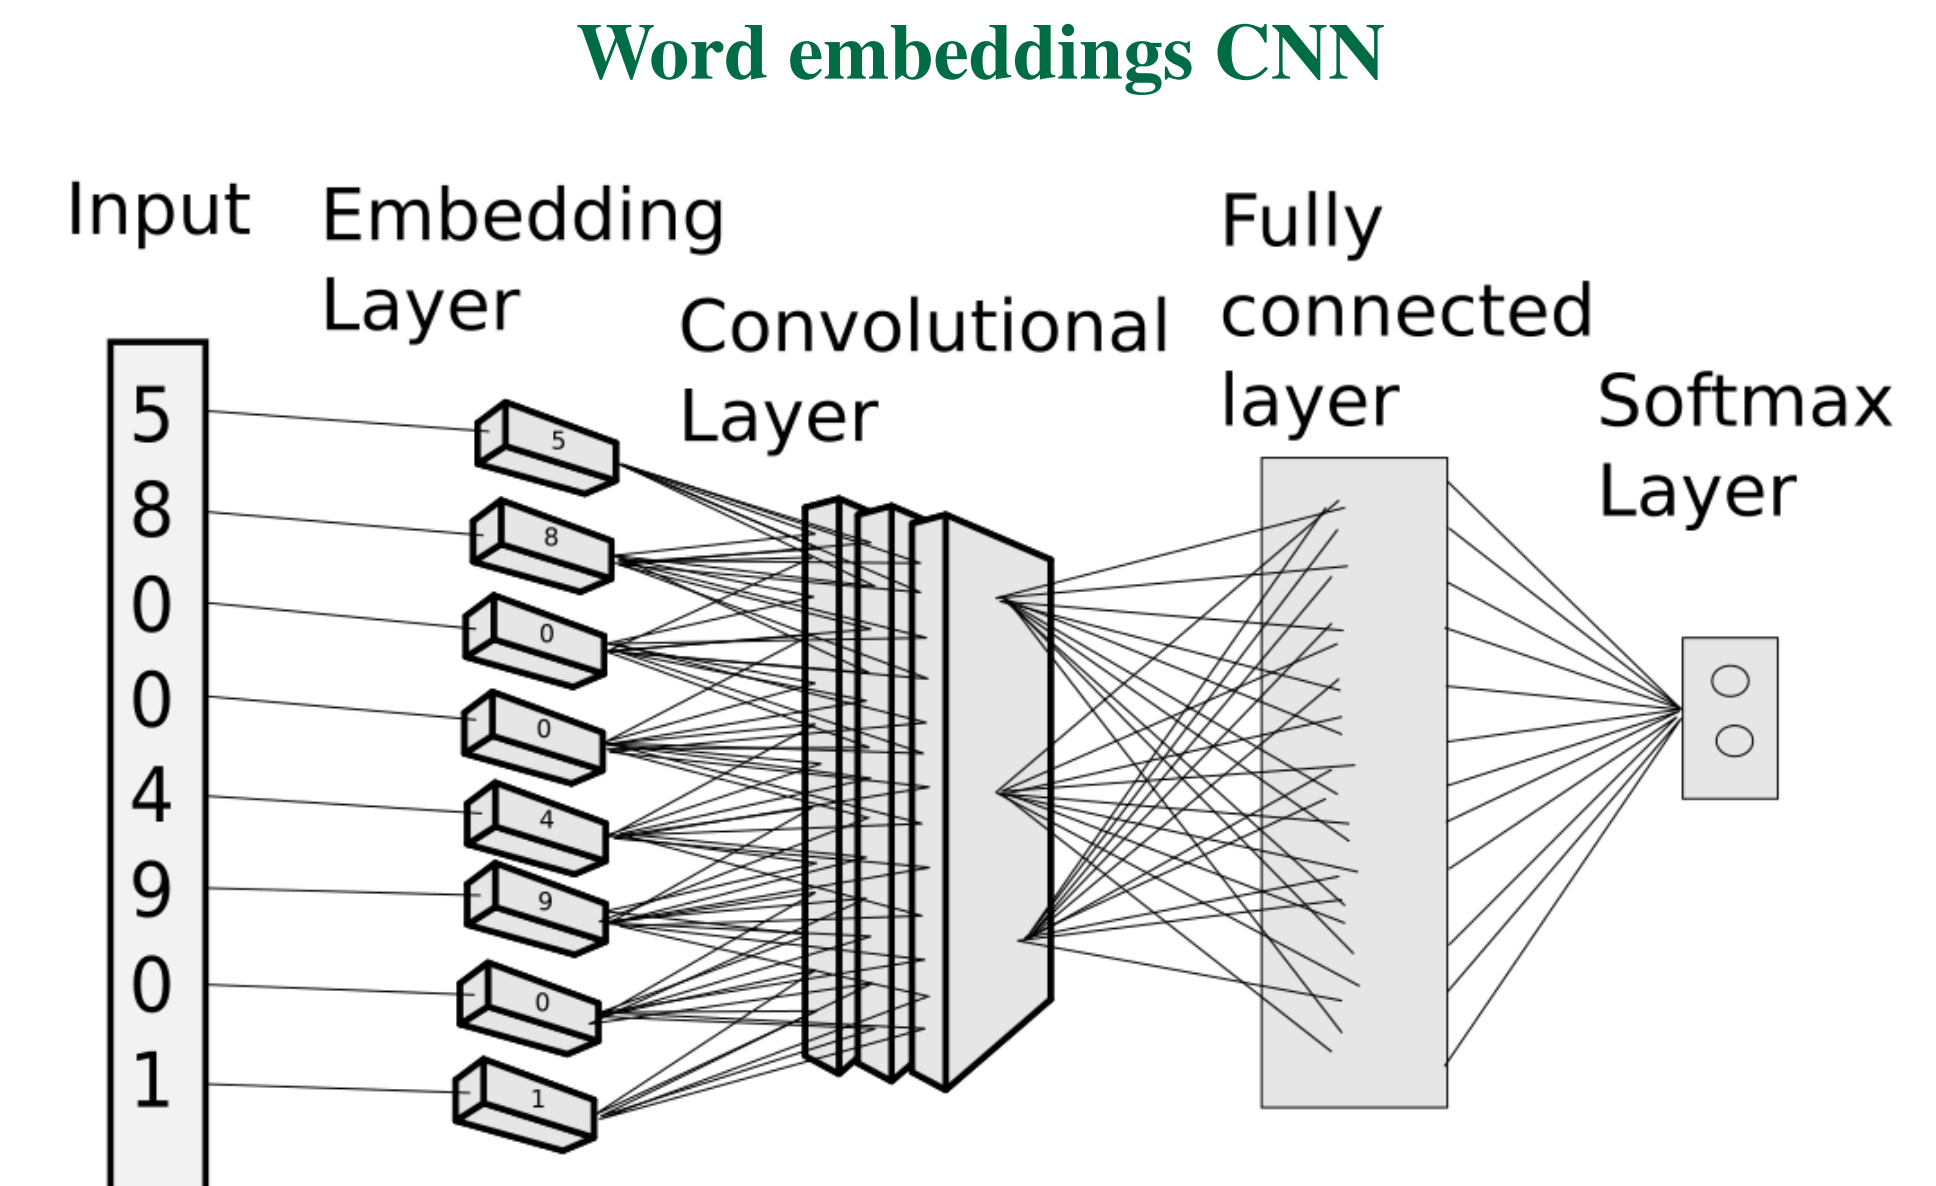 Word embeddings CNN
Input
Embedding
Layer
Convolutional
Layer
Fully
connected
layer
Softmax
Layer
5
8
0
0
4
9
0
1
5
8
0
0
4
9
0
1